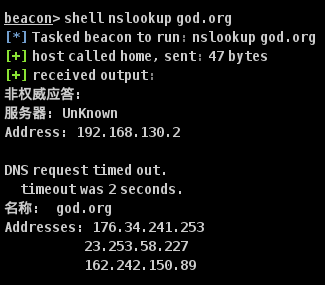 beacon> shell nslookup god.org
[*] Tasked beacon to run: nslookup god.org
[+] host called home, sent: 47 bytes
[+] received output:
非权威应答:
服务器: UnKnown
Address: 192.168.130.2

DNS request timed out.
    timeout was 2 seconds.
名称: god.org
Addresses: 176.34.241.253
          23.253.58.227
          162.242.150.89